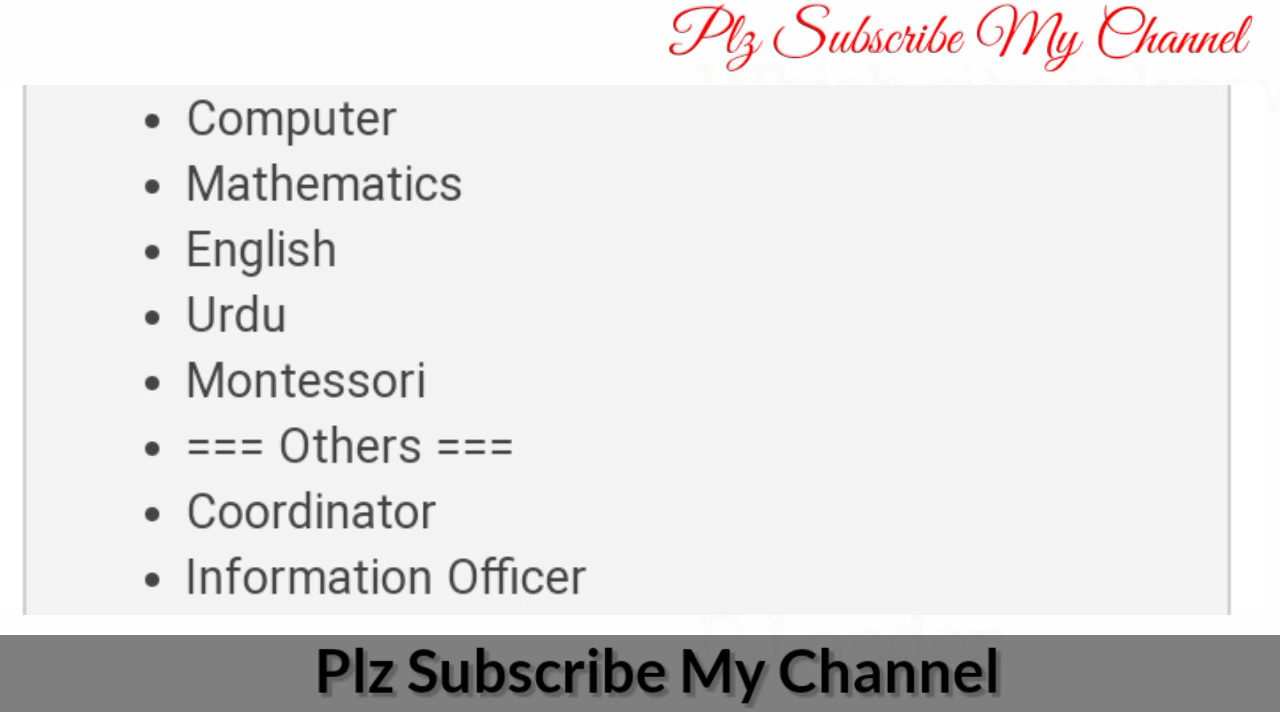 Plz Subscribe My Channel
• Computer
• Mathematics
• English
• Urdu
• Montessori
• === Others ===
• Coordinator
• Information Officer
Plz Subscribe My Channel